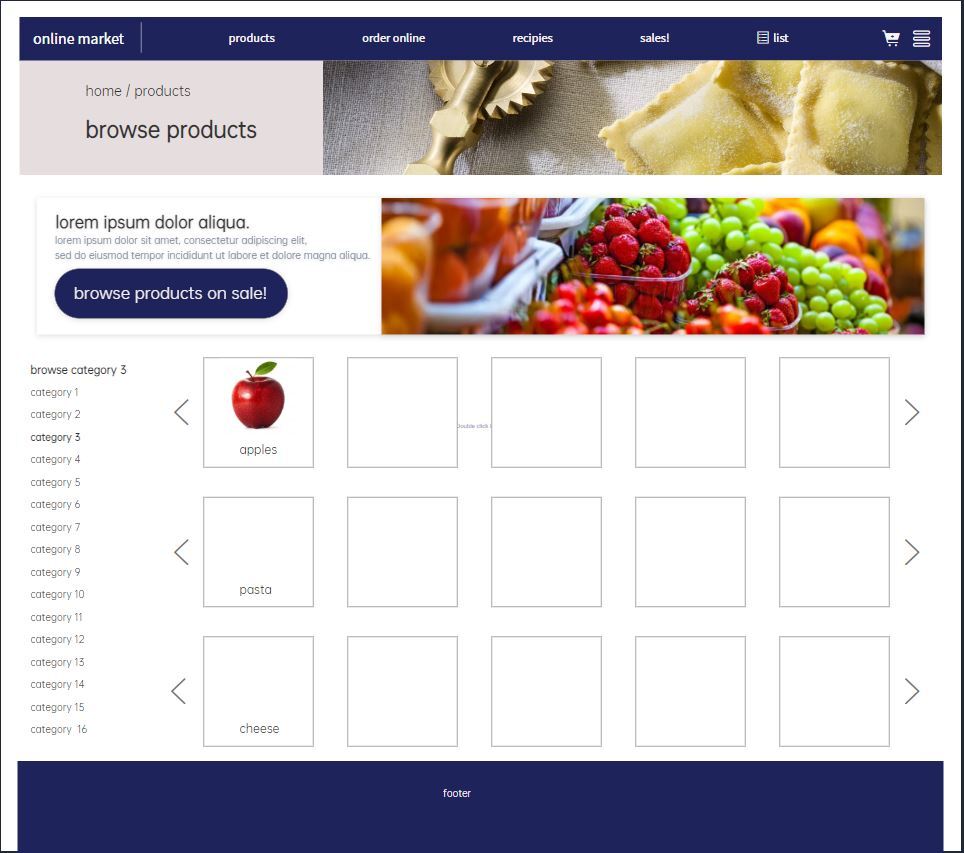 online market
products
order online
recipies
sales!
list
home / products
browse products
lorem ipsum dolor aliqua.
lorem ipsum dolor sit amet, consectetur adipiscing elit,
sed do eiusmod tempor incididunt ut labore et dolore magna aliqua.
browse products on sale!
browse category 3
category 1
category 2
category 3
category 4
category 5
category 6
category 7
category 8
category 9
category 10
category 11
category 12
category 13
category 14
category 15
category 16
apples
Double click
pasta
cheese
footer